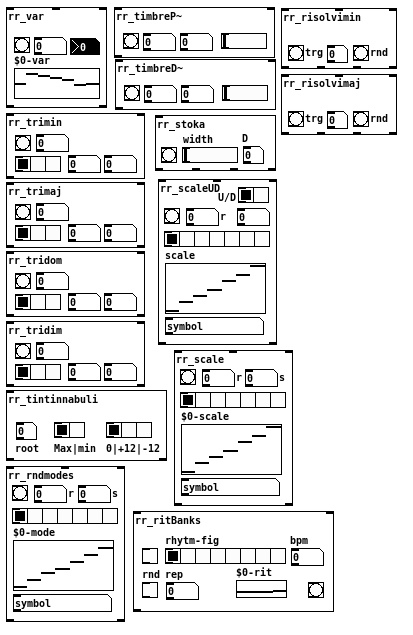 rr_var
0
0
$0-var
rr_timbreP~
0
0
rr_timbreD~
0
0
rr_risolvimin
trg
0
rnd
rr_risolvimaj
trg
0
rnd
rr_trimin
0
0
0
rr_stoka
width
D
0
rr_trimaj
0
0
0
rr_scaleUD
U/D
0
r
0
scale
symbol
rr_tridom
0
0
0
rr_tridim
0
0
0
rr_scale
0
r
0
s
$0-scale
symbol
rr_tintinnabuli
0
root
Max|min
0|+12|-12
rr_rndmodes
0
r
0
s
$0-mode
symbol
rr_ritBanks
rhytm-fig
bpm
0
rnd
rep
0
$0-rit